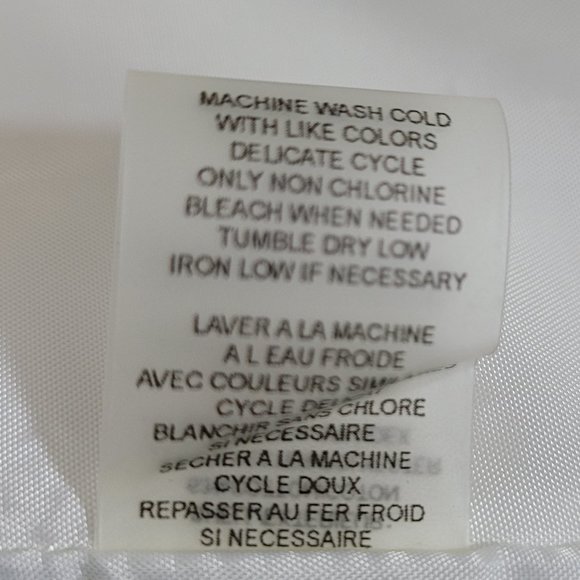 MACHINE WASH COLD
WITH LIKE COLORS
DELICATE CYCLE
ONLY NON CHLORINE
BLEACH WHEN NEEDED
TUMBLE DRY LOW
IRON LOW IF NECESSARY
LAVER A LA MACHINE
A L EAU FROIDE
AVEC COULEURS
CYCLE
BLANCHIR SANS CHLORE
SI NECESSAIRE
SECHER A LA MACHINE
CYCLE DOUX
REPASSER AU FER FROID
SI NECESSAIRE